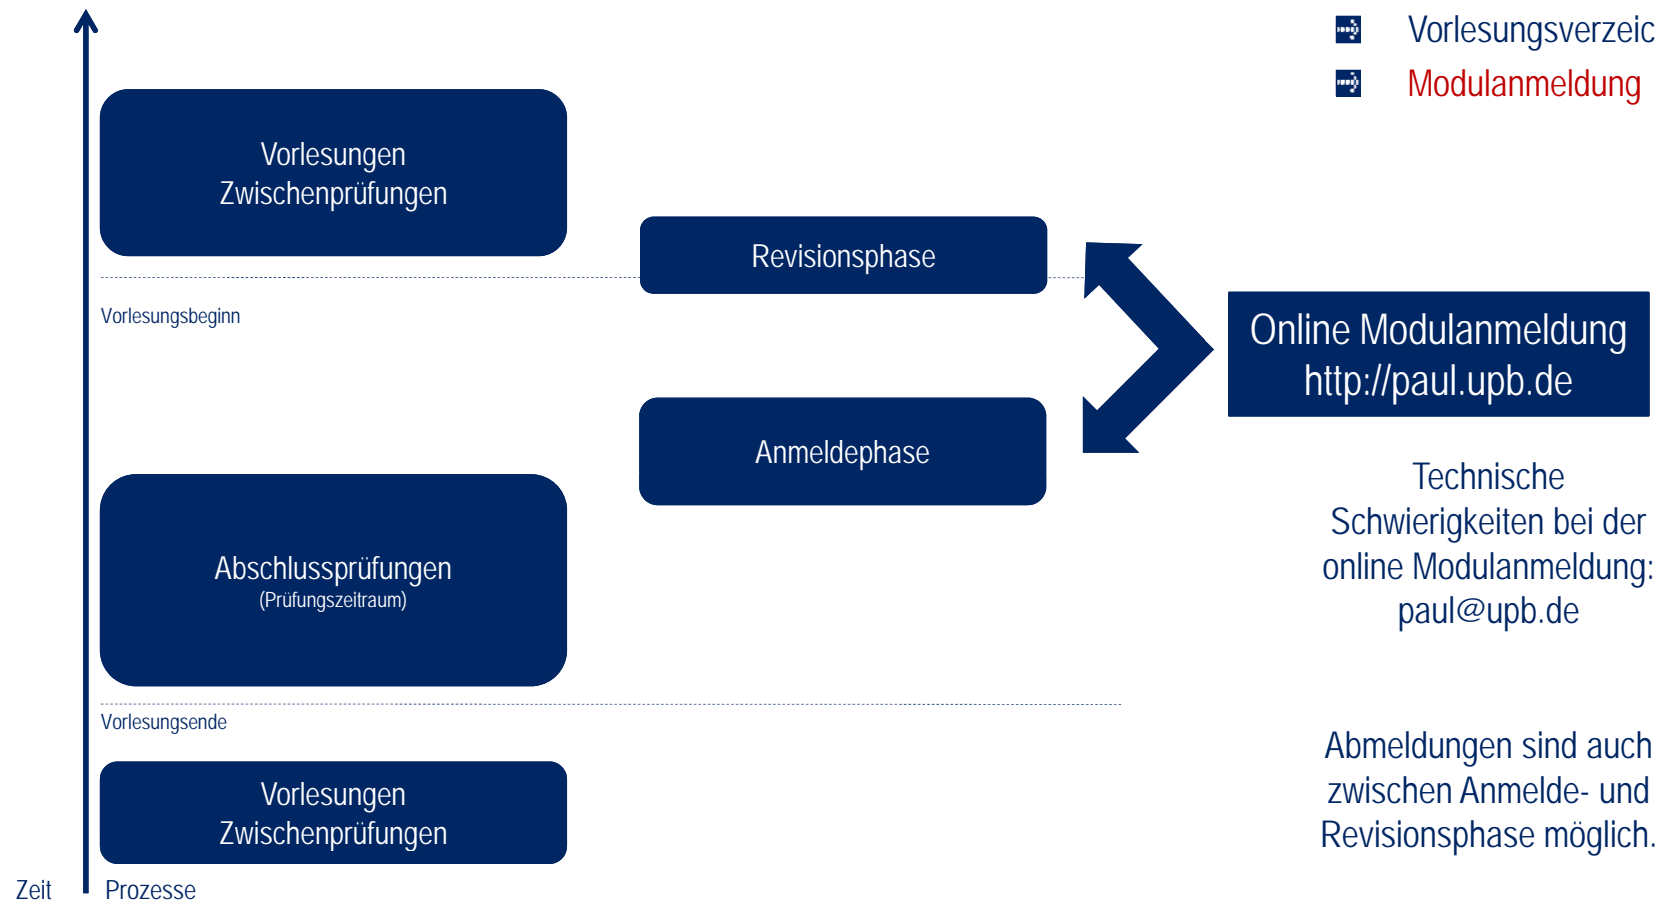 Vorlesungsverzeic
Modulanmeldung
Vorlesungen
Zwischenprüfungen
Revisionsphase
Vorlesungsbeginn
Online Modulanmeldung
http://paul.upb.de
Anmeldephase
Technische
Schwierigkeiten bei der
online Modulanmeldung:
paul@upb.de
Abschlussprüfungen
(Prüfungszeitraum)
Vorlesungsende
Abmeldungen sind auch
zwischen Anmelde- und
Revisionsphase möglich.
Vorlesungen
Zwischenprüfungen
Zeit
Prozesse